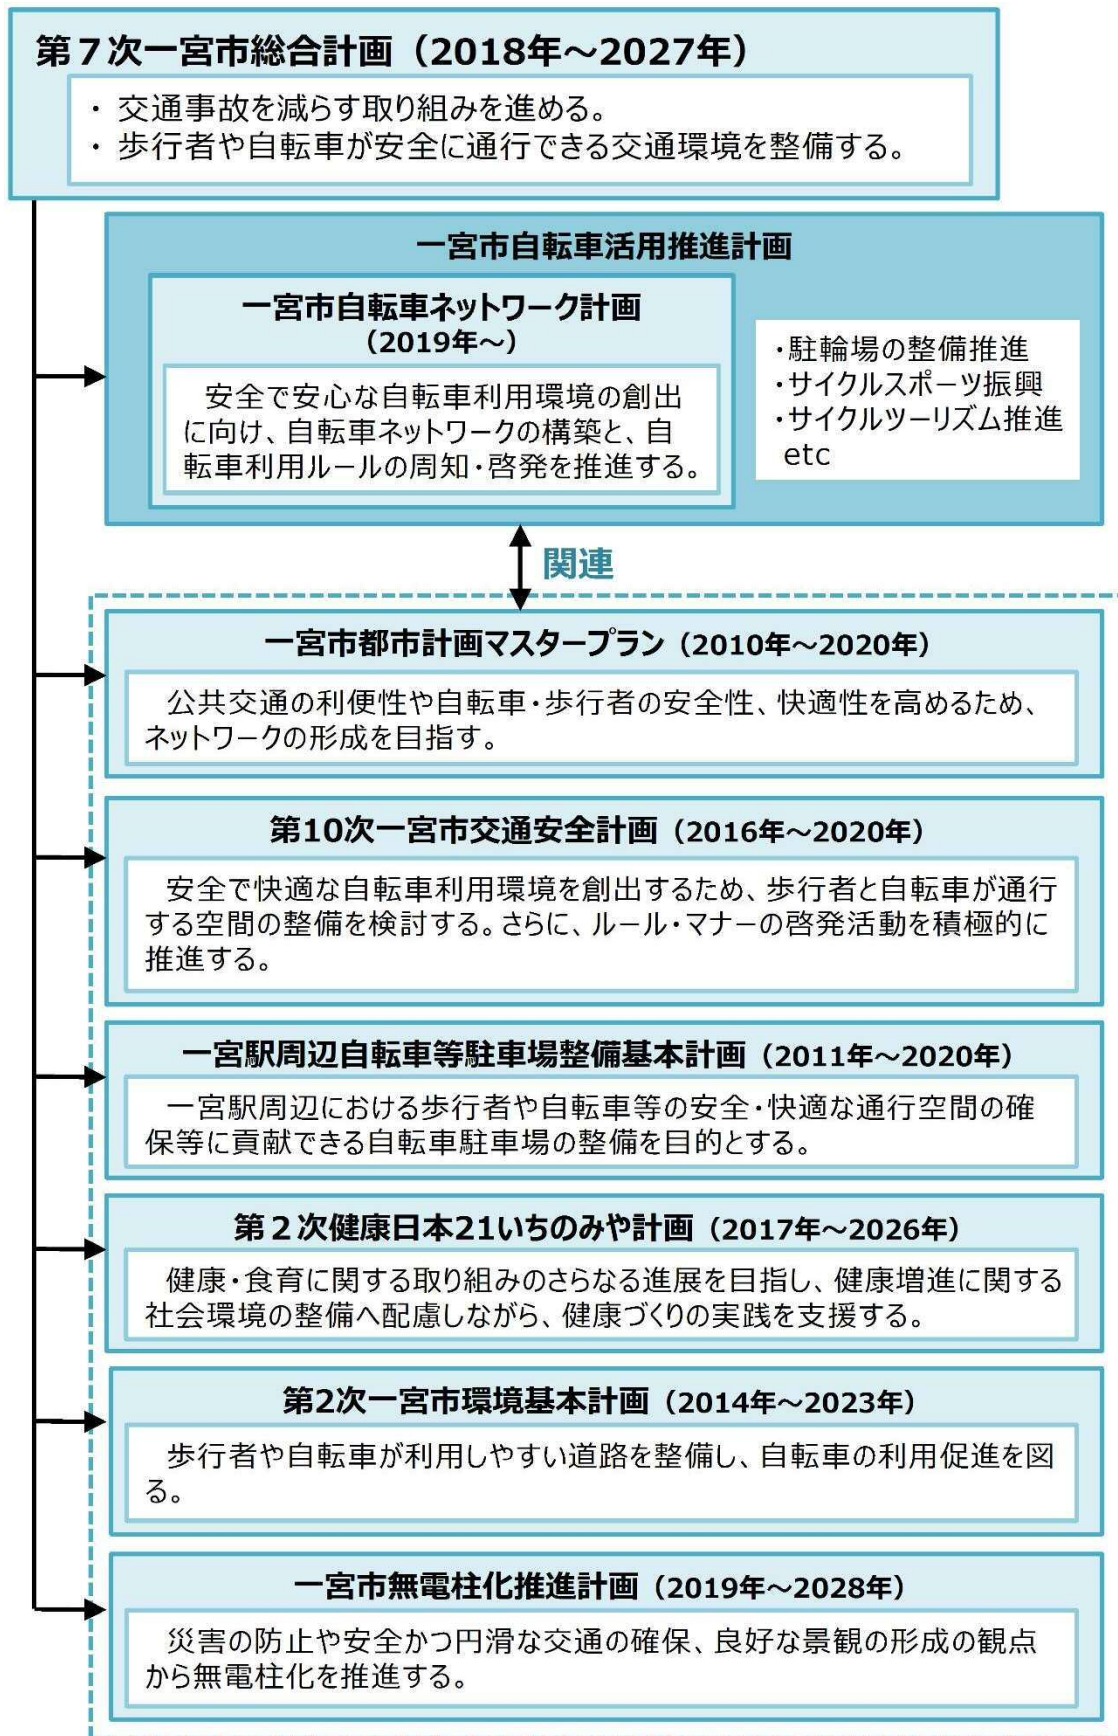 第７次一宮市総合計画（2018年～2027年）
・ 交通事故を減らす取り組みを進める。
・ 歩行者や自転車が安全に通行できる交通環境を整備する。
一宮市自転車活用推進計画
一宮市自転車ネットワーク計画
（2019年～）
安全で安心な自転車利用環境の創出
に向け、自転車ネットワークの構築と、自
転車利用ルールの周知・啓発を推進する。
・駐輪場の整備推進
・サイクルスポーツ振興
・サイクルツーリズム推進
etc
関連
一宮市都市計画マスタープラン（2010年～2020年）
公共交通の利便性や自転車・歩行者の安全性、快適性を高めるため、
ネットワークの形成を目指す。
第10次一宮市交通安全計画（2016年～2020年）
安全で快適な自転車利用環境を創出するため、歩行者と自転車が通行
する空間の整備を検討する。さらに、ルール・マナーの啓発活動を積極的に
推進する。
一宮駅周辺自転車等駐車場整備基本計画（2011年～2020年）
一宮駅周辺における歩行者や自転車等の安全・快適な通行空間の確
保等に貢献できる自転車駐車場の整備を目的とする。
第２次健康日本21いちのみや計画（2017年～2026年）
健康・食育に関する取り組みのさらなる進展を目指し、健康増進に関する
社会環境の整備へ配慮しながら、健康づくりの実践を支援する。
第2次一宮市環境基本計画（2014年～2023年）
歩行者や自転車が利用しやすい道路を整備し、自転車の利用促進を図
る。
一宮市無電柱化推進計画（2019年～2028年）
災害の防止や安全かつ円滑な交通の確保、良好な景観の形成の観点
から無電柱化を推進する。